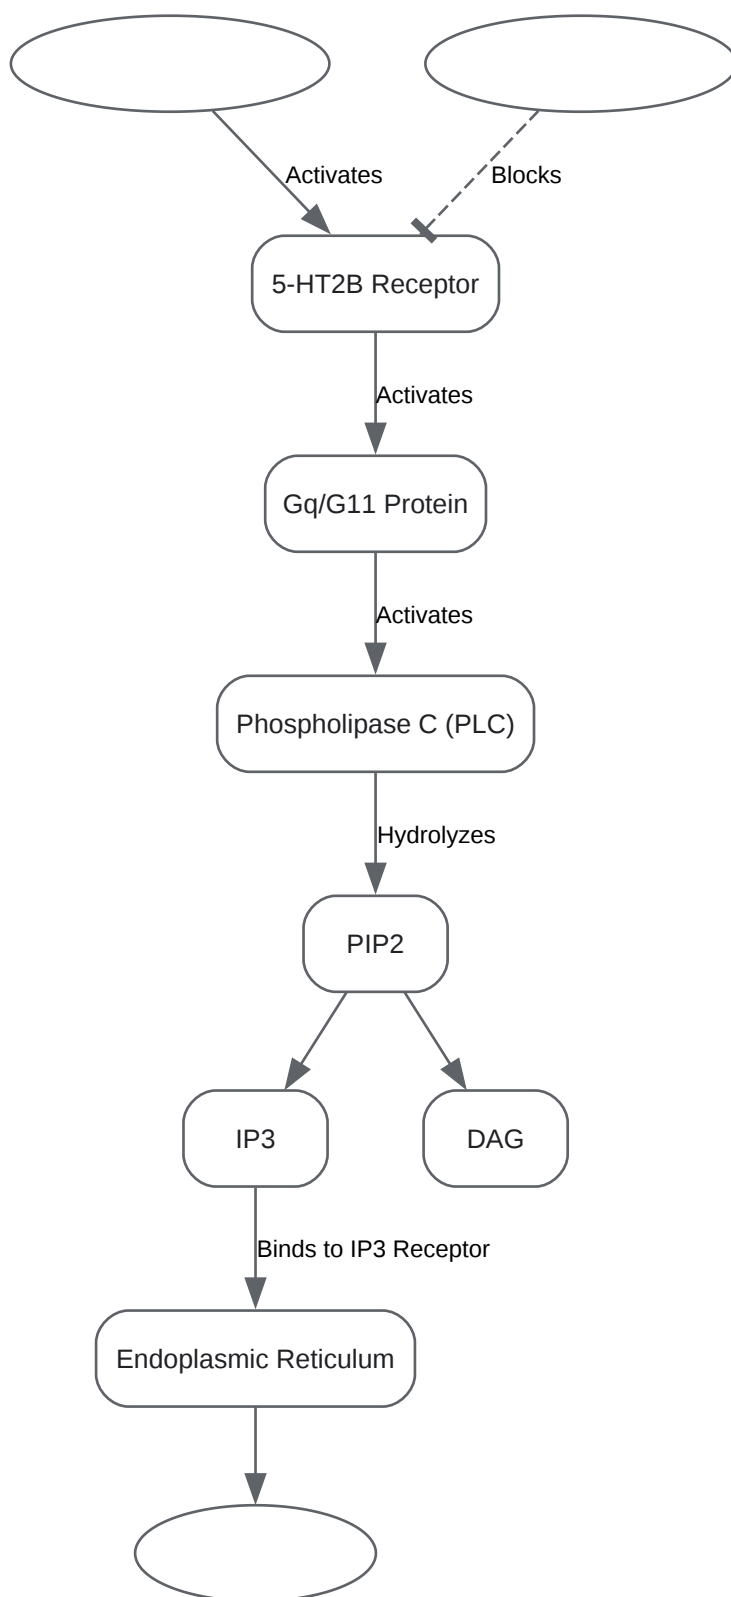 Activates
Blocks
5-HT2B Receptor
Activates
Gq/G11 Protein
Activates
Phospholipase C (PLC)
Hydrolyzes
PIP2
IP3
DAG
Binds to IP3 Receptor
Endoplasmic Reticulum